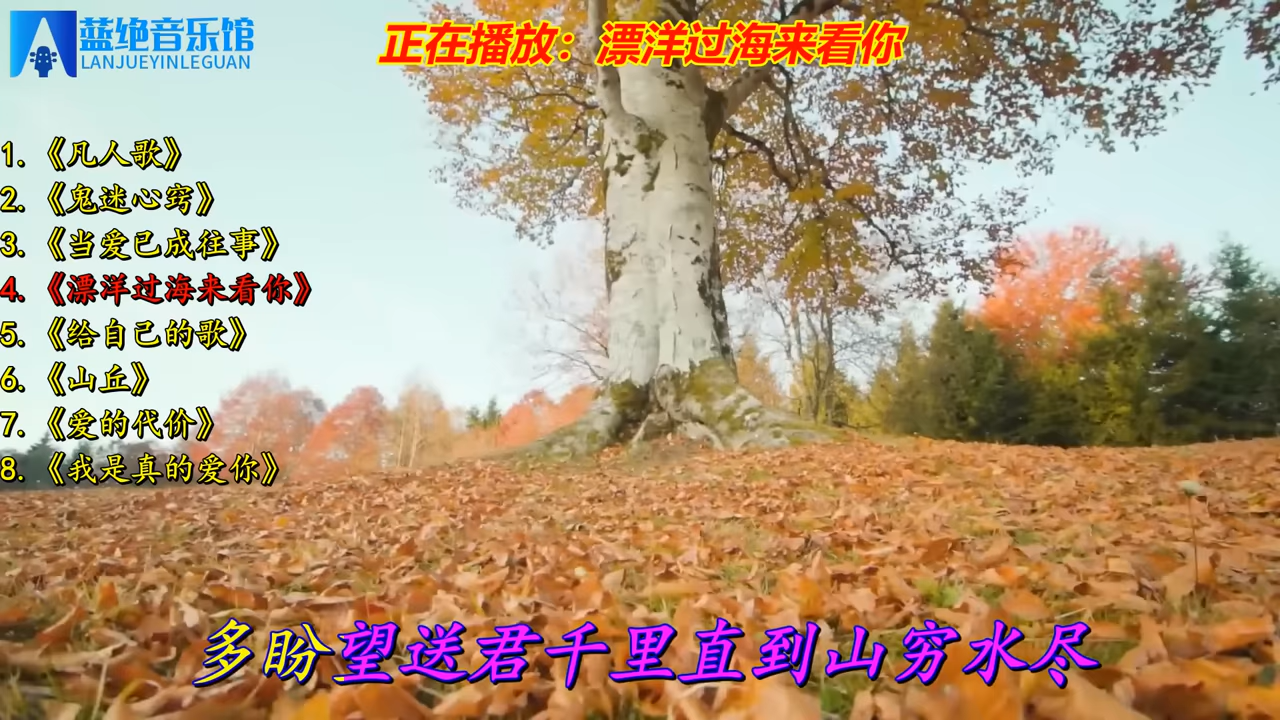 蓝绝音乐馆
LANJUEYINLEGUAN
正在播放：漂洋过海来看你
1.《凡人歌》
2.《鬼迷心窍》
3.《当爱已成往事》
4.《漂洋过海来看你》
5.《给自己的歌》
6.《山丘》
7.《爱的代价》
8.《我是真的爱你》
多盼望送君千里直到山穷水尽